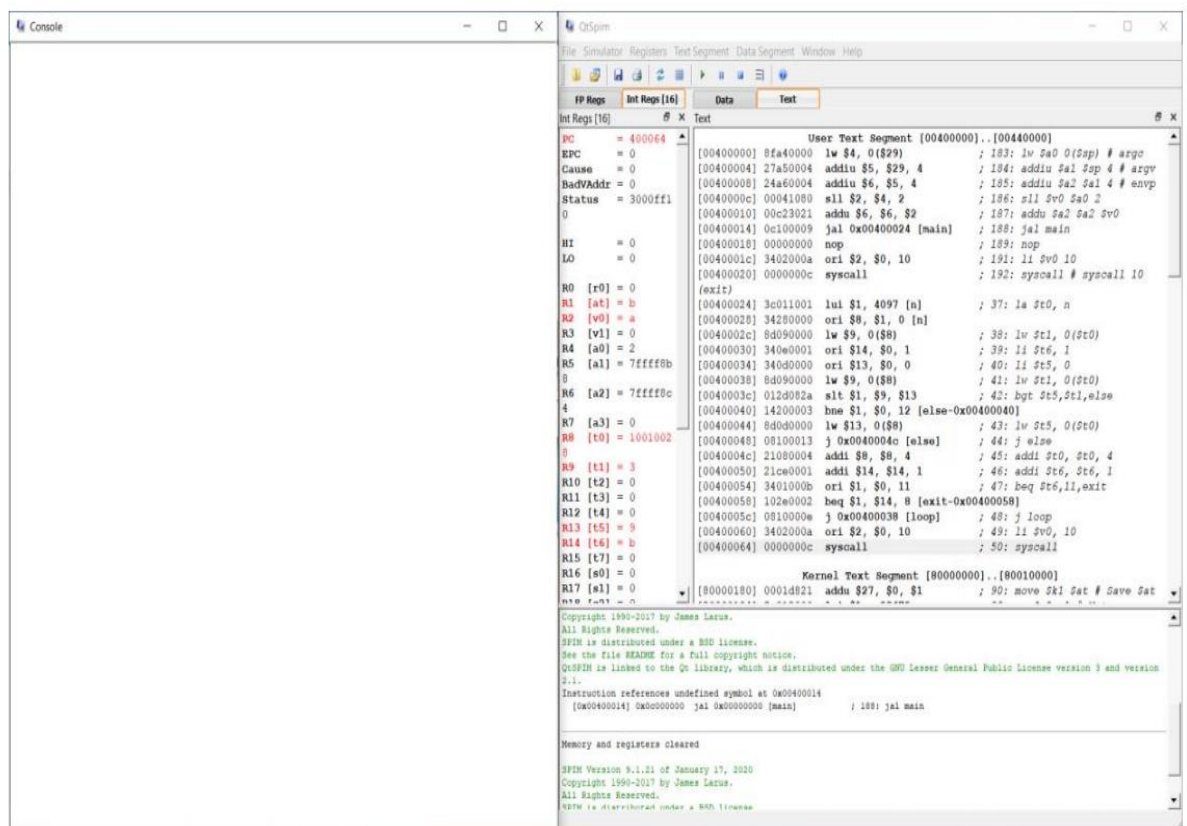 Console
QtSpim
File Simulator Registers Text Segment Data Segment Window Help
FP Regs
Int Regs [16]
Data
Text
Int Regs [16]
Text
PC = 400064
EPC = 0
Cause = 0
BadVAddr = 0
Status = 3000ff1
0
HI = 0
LO = 0
R0 [r0] = 0
R1 [at] = b
R2 [v0] = a
R3 [v1] = 0
R4 [a0] = 2
R5 [a1] = 7ffff8b
8
R6 [a2] = 7ffff8c
4
R7 [a3] = 0
R8 [t0] = 1001002
8
R9 [t1] = 3
R10 [t2] = 0
R11 [t3] = 0
R12 [t4] = 0
R13 [t5] = 9
R14 [t6] = b
R15 [t7] = 0
R16 [s0] = 0
R17 [s1] = 0
User Text Segment [00400000]..[00440000]
[00400000] 8fa40000 lw $4, 0($29) ; 183: lw $a0 0($sp) # argc
[00400004] 27a50004 addiu $5, $29, 4 ; 184: addiu $a1 $sp 4 # argv
[00400008] 24a60004 addiu $6, $5, 4 ; 185: addiu $a2 $a1 4 # envp
[0040000c] 00041080 sll $2, $4, 2 ; 186: sll $v0 $a0 2
[00400010] 00c23021 addu $6, $6, $2 ; 187: addu $a2 $a2 $v0
[00400014] 0c100009 jal 0x00400024 [main] ; 188: jal main
[00400018] 00000000 nop ; 189: nop
[0040001c] 3402000a ori $2, $0, 10 ; 191: li $v0 10
[00400020] 0000000c syscall ; 192: syscall # syscall 10
(exit)
[00400024] 3c011001 lui $1, 4097 [n] ; 37: la $t0, n
[00400028] 34280000 ori $8, $1, 0 [n]
[0040002c] 8d090000 lw $9, 0($8) ; 38: lw $t1, 0($t0)
[00400030] 340e0001 ori $14, $0, 1 ; 39: li $t6, 1
[00400034] 340d0000 ori $13, $0, 0 ; 40: li $t5, 0
[00400038] 8d090000 lw $9, 0($8) ; 41: lw $t1, 0($t0)
[0040003c] 012d082a slt $1, $9, $13 ; 42: bgt $t5,$t1,else
[00400040] 14200003 bne $1, $0, 12 [else-0x00400040]
[00400044] 8d0d0000 lw $13, 0($8) ; 43: lw $t5, 0($t0)
[00400048] 08100013 j 0x0040004c [else] ; 44: j else
[0040004c] 21080004 addi $8, $8, 4 ; 45: addi $t0, $t0, 4
[00400050] 21ce0001 addi $14, $14, 1 ; 46: addi $t6, $t6, 1
[00400054] 3401000b ori $1, $0, 11 ; 47: beq $t6,11,exit
[00400058] 102e0002 beq $1, $14, 8 [exit-0x00400058]
[0040005c] 0810000e j 0x00400038 [loop] ; 48: j loop
[00400060] 3402000a ori $2, $0, 10 ; 49: li $v0, 10
[00400064] 0000000c syscall ; 50: syscall
Kernel Text Segment [80000000]..[80010000]
[80000180] 0001d821 addu $27, $0, $1 ; 90: move $k1 $at # Save $at
Copyright 1990-2017 by James Larus.
All Rights Reserved.
SPIM is distributed under a BSD license.
See the file README for a full copyright notice.
QtSPIM is linked to the Qt library, which is distributed under the GNU Lesser General Public License version 3 and version
2.1.
Instruction references undefined symbol at 0x00400014
[0x00400014] 0x0c000000 jal 0x00000000 [main] ; 188: jal main
Memory and registers cleared
SPIM Version 9.1.21 of January 17, 2020
Copyright 1990-2017 by James Larus.
All Rights Reserved.
SPIM is distributed under a BSD license.